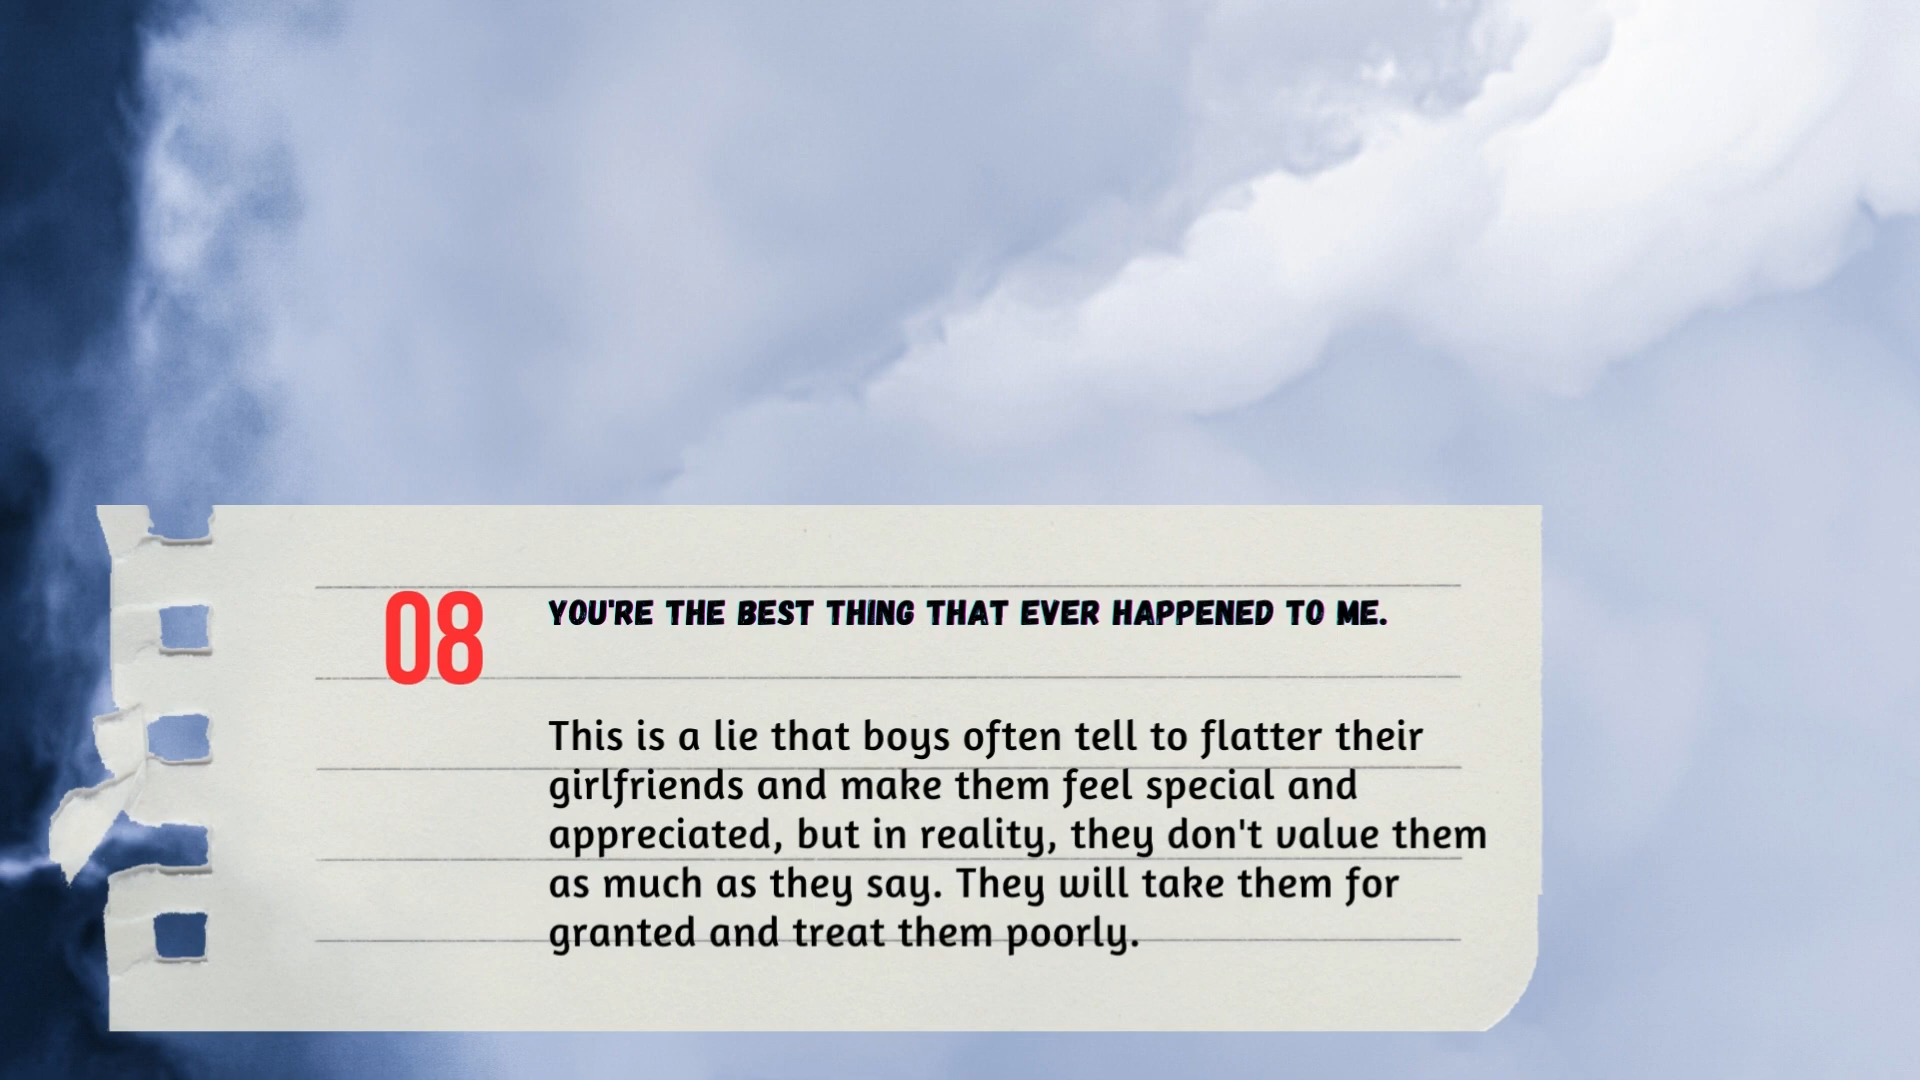 08
YOU'RE THE BEST THING THAT EVER HAPPENED TO ME.
This is a lie that boys often tell to flatter their
girlfriends and make them feel special and
appreciated, but in reality, they don't value them
as much as they say. They will take them for
granted and treat them poorly.